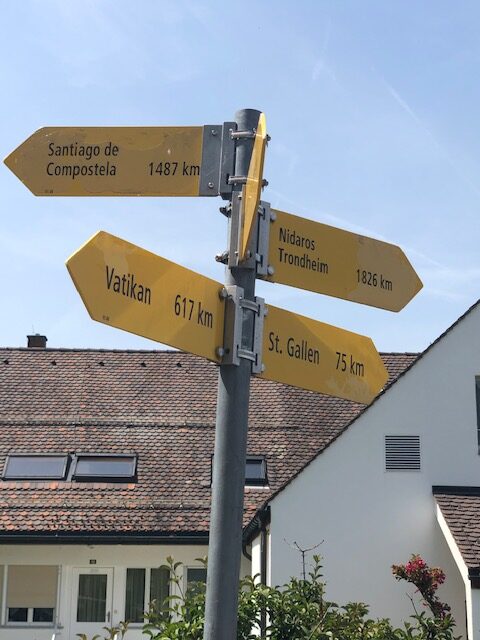 Santiago de
Compostela 1487 km
Nidaros
Trondheim 1826 km
Vatikan 617 km
St. Gallen 75 km